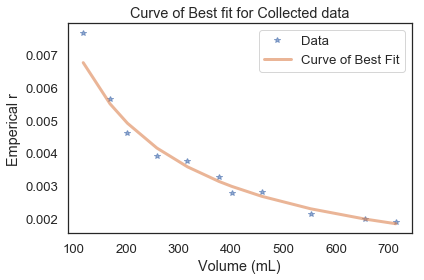 Curve of Best fit for Collected data
Data
Curve of Best Fit
Emperical r
0.007
0.006
0.005
0.004
0.003
0.002
100 200 300 400 500 600 700
Volume (mL)